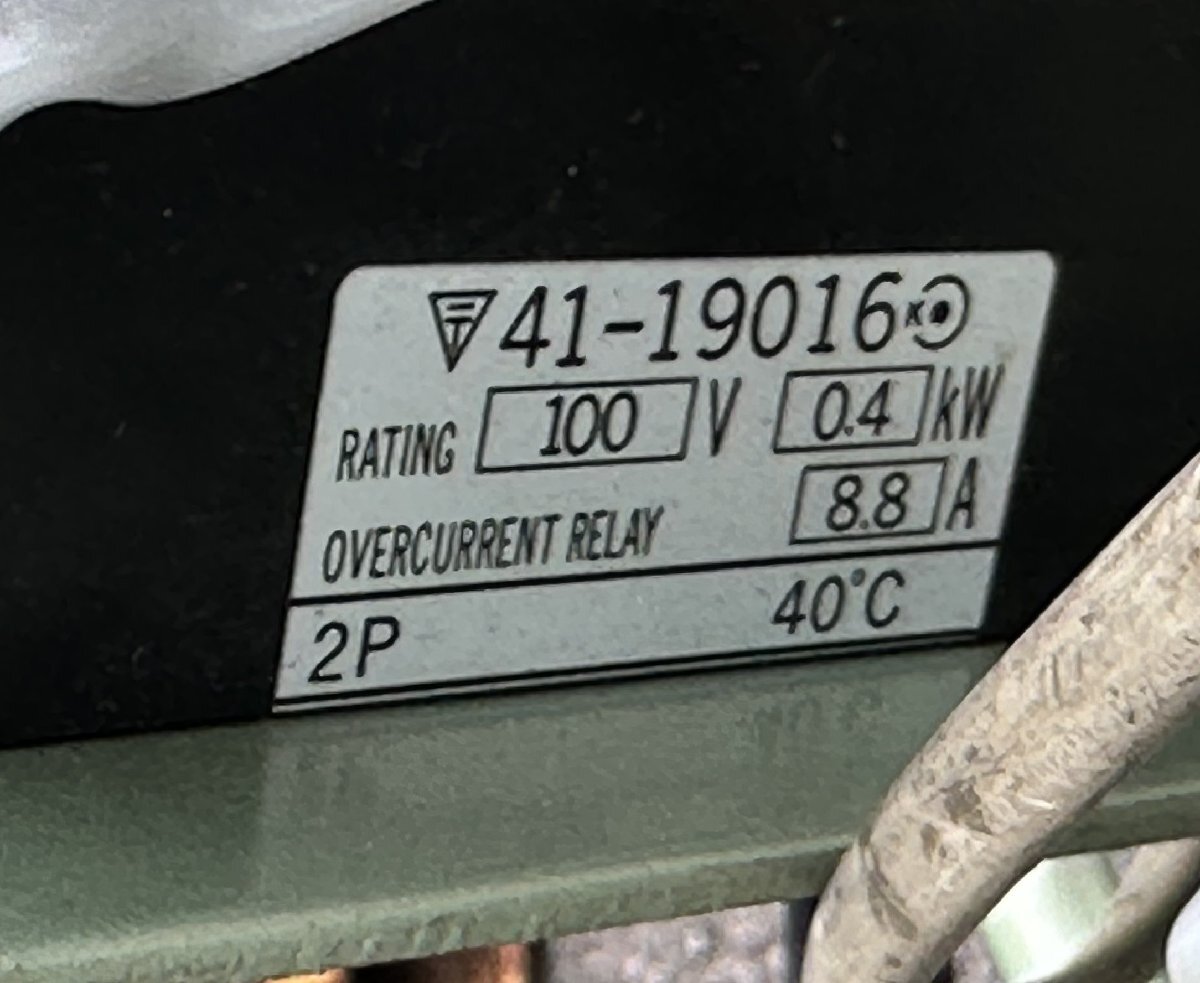 41-19016
RATING 100 V 0.4 kW
OVERCURRENT RELAY 8.8 A
2P 40°C